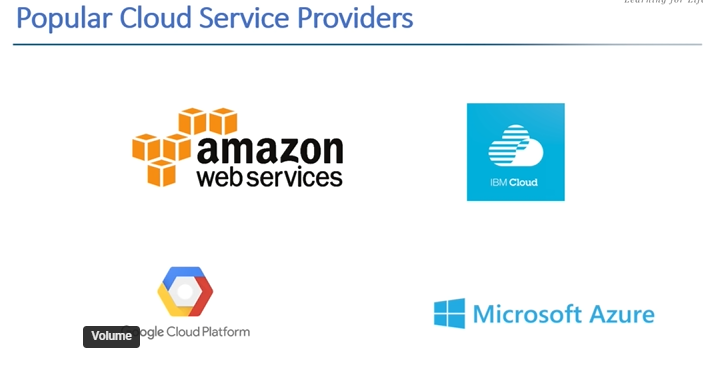 Popular Cloud Service Providers
amazon
web services
IBM Cloud
ogle Cloud Platform
Volume
Microsoft Azure